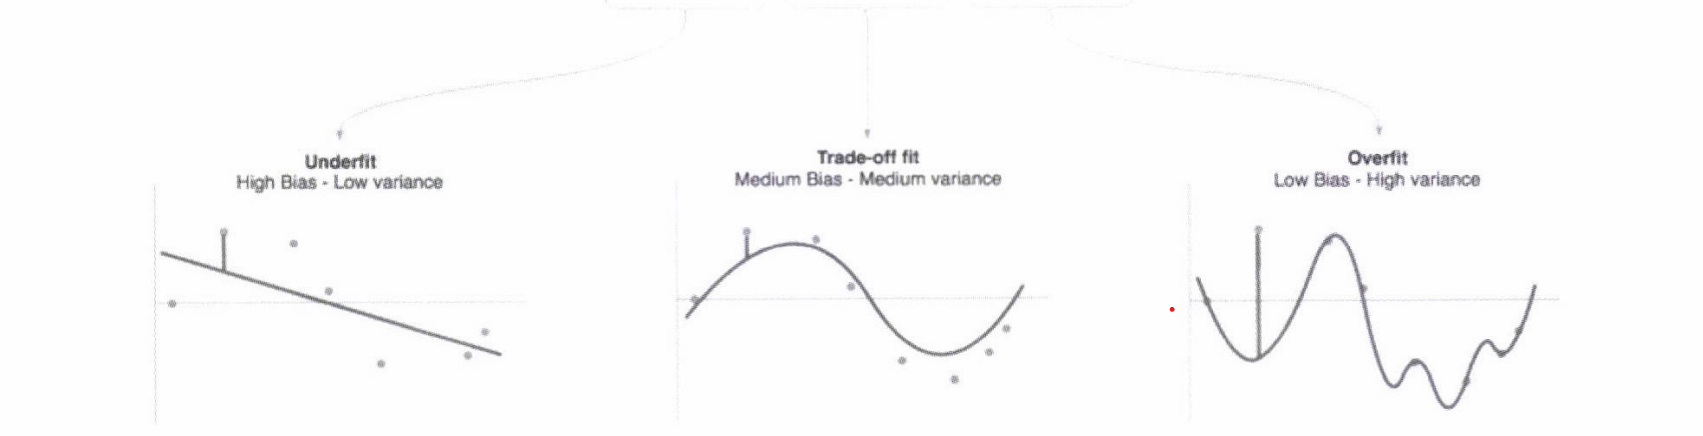 Underfit
High Bias - Low variance
Trade-off fit
Medium Bias - Medium variance
Overfit
Low Bias - High variance